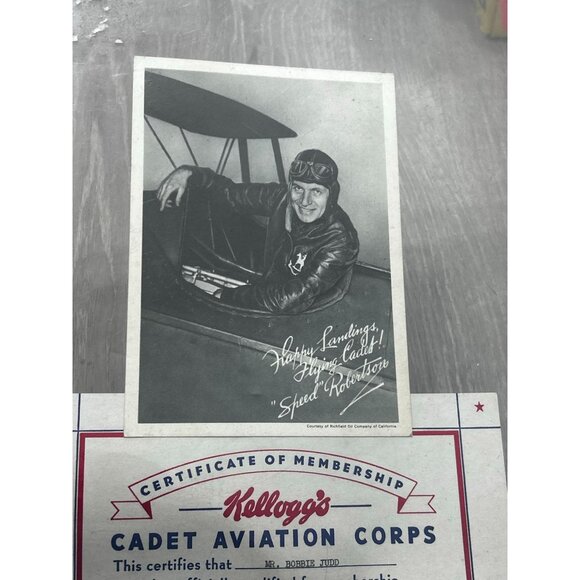 Happy Landings,
Flying Cadet!
"Speed" Robertson
Courtesy of Richfield Oil Company of California
CERTIFICATE OF MEMBERSHIP
Kellogg's
CADET AVIATION CORPS
This certifies that MR. BOBBIE JUDD